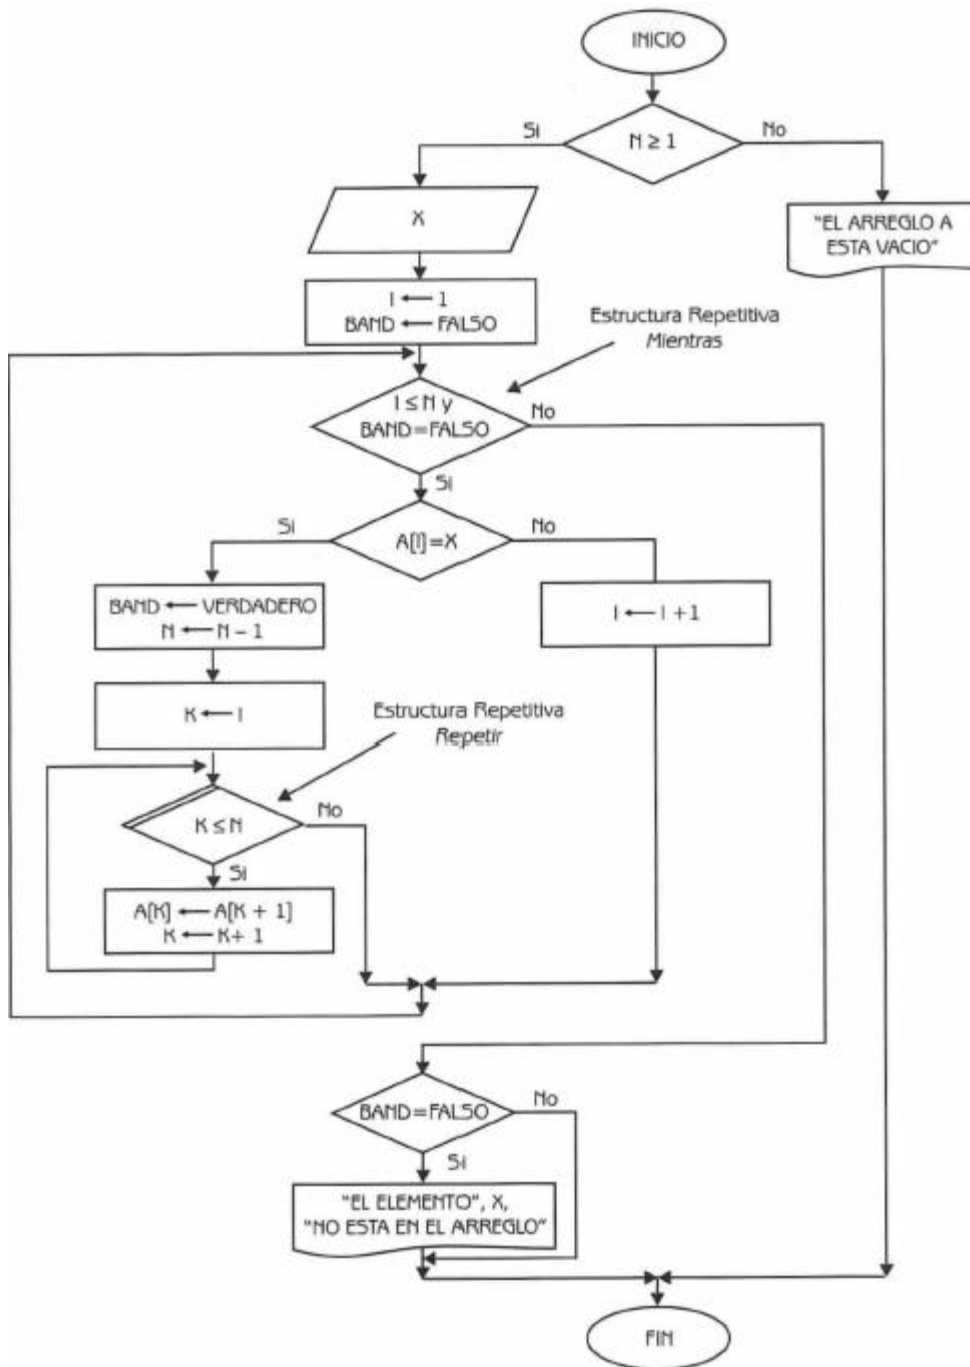 INICIO
Si
N ≥ 1
No
X
"EL ARREGLO A
ESTA VACIO"
I ← 1
BAND ← FALSO
Estructura Repetitiva
Mientras
I ≤ N y
BAND=FALSO
No
Si
Si
A[I]=X
No
BAND ← VERDADERO
N ← N - 1
I ← I + 1
K ← I
Estructura Repetitiva
Repetir
K ≤ N
No
Si
A[K] ← A[K + 1]
K ← K+ 1
BAND=FALSO
No
Si
"EL ELEMENTO", X,
"NO ESTA EN EL ARREGLO"
FIN